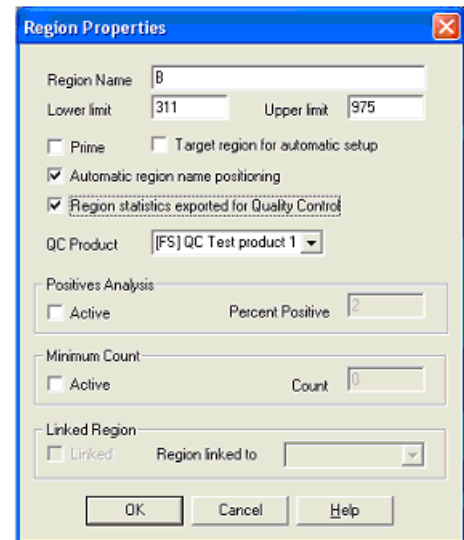 Region Properties
Region Name B
Lower limit 311 Upper limit 975
Prime Target region for automatic setup
Automatic region name positioning
Region statistics exported for Quality Control
QC Product [FS] QC Test product 1
Positives Analysis
Active Percent Positive 2
Minimum Count
Active Count 0
Linked Region
Linked Region linked to
OK Cancel Help